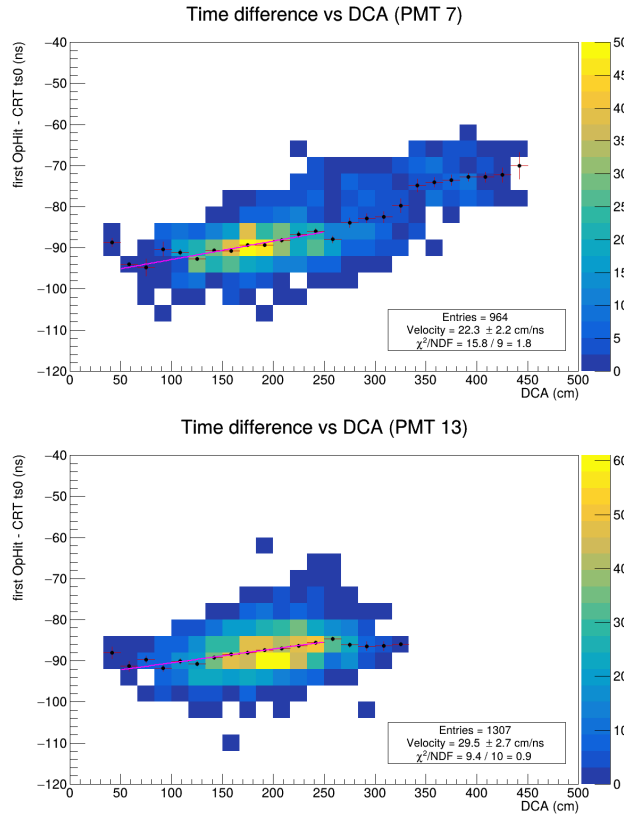 Time difference vs DCA (PMT 7)
first OpHit - CRT ts0 (ns)
−40
−50
−60
−70
−80
−90
−100
−110
−120
0 50 100 150 200 250 300 350 400 450 500
DCA (cm)
50
45
40
35
30
25
20
15
10
5
0
Entries = 964
Velocity = 22.3 ± 2.2 cm/ns
χ²/NDF = 15.8 / 9 = 1.8
Time difference vs DCA (PMT 13)
first OpHit - CRT ts0 (ns)
−40
−50
−60
−70
−80
−90
−100
−110
−120
0 50 100 150 200 250 300 350 400 450 500
DCA (cm)
60
50
40
30
20
10
0
Entries = 1307
Velocity = 29.5 ± 2.7 cm/ns
χ²/NDF = 9.4 / 10 = 0.9